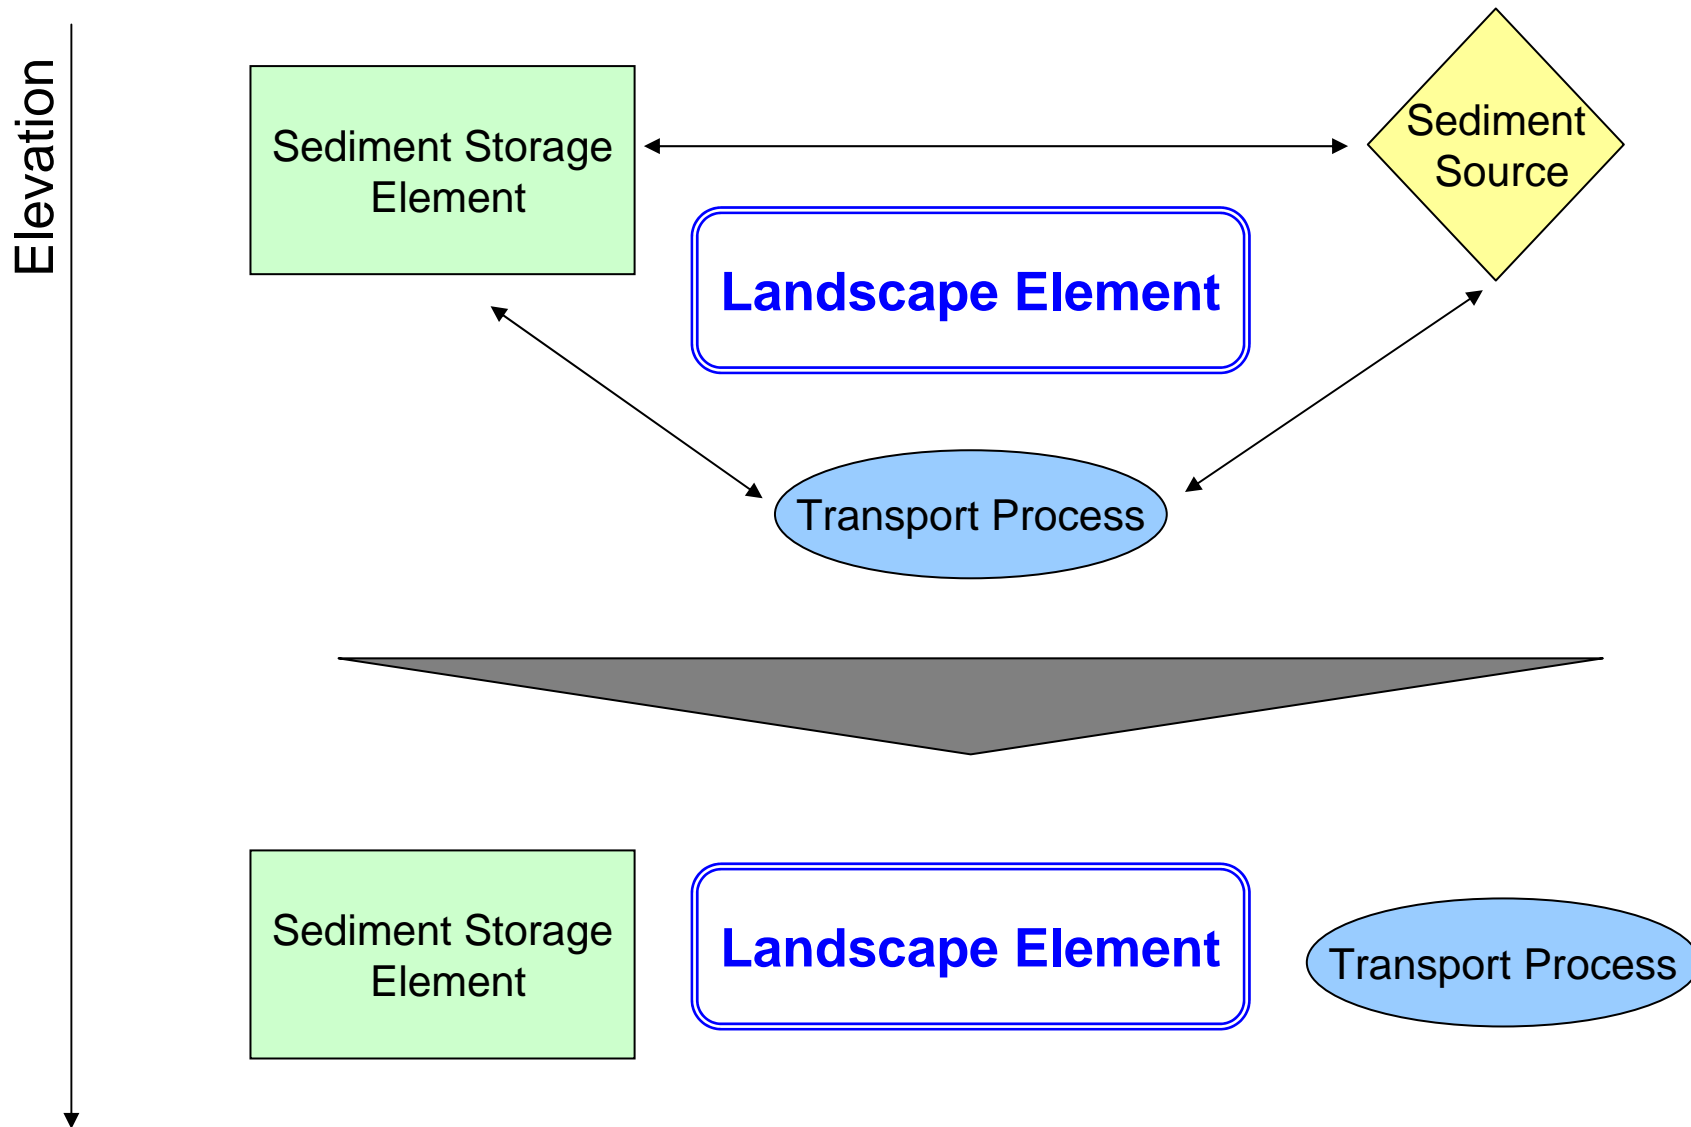 Elevation
Sediment Storage
Element
Sediment
Source
Landscape Element
Transport Process
Sediment Storage
Element
Landscape Element
Transport Process